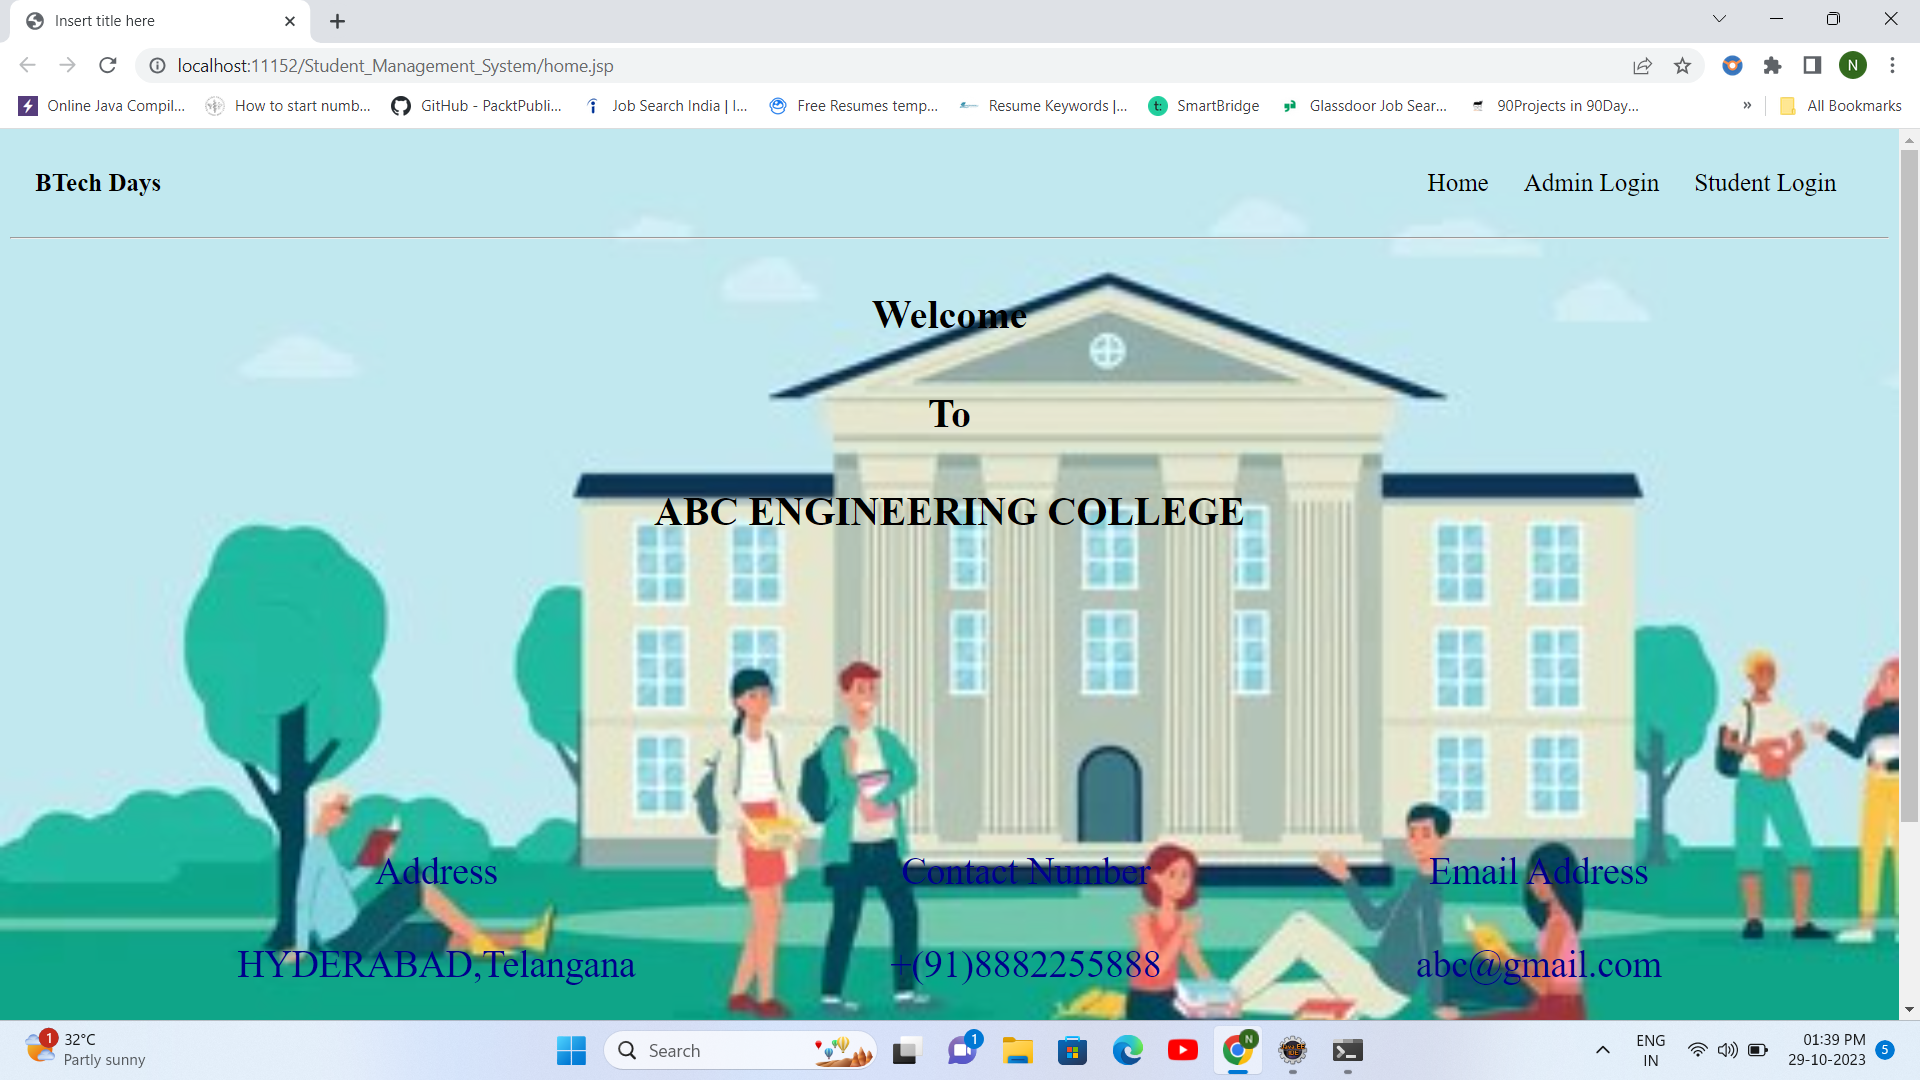 Insert title here
localhost:11152/Student_Management_System/home.jsp
N
Online Java Compil... How to start numb... GitHub - PacktPubli... Job Search India | I... Free Resumes temp... Resume Keywords |... t: SmartBridge Glassdoor Job Sear... 90Projects in 90Day... » All Bookmarks
BTech Days Home Admin Login Student Login
Welcome
To
ABC ENGINEERING COLLEGE
Address Contact Number Email Address
HYDERABAD,Telangana +(91)8882255888 abc@gmail.com
1 32°C
Partly sunny
Search
1
N
ENG
IN
01:39 PM
29-10-2023
5